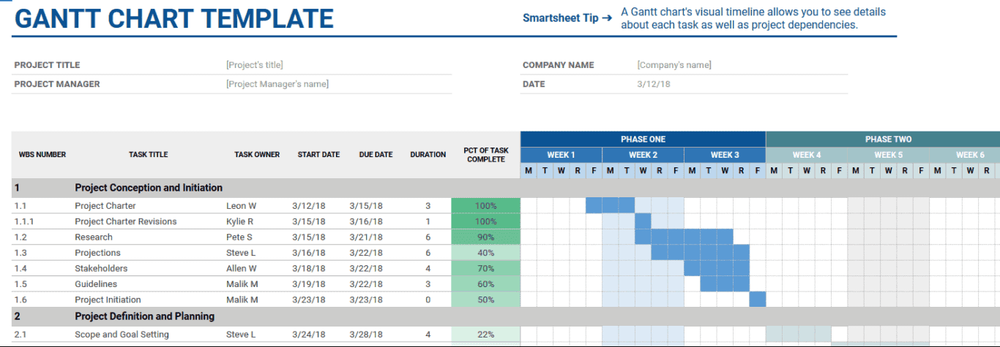 GANTT CHART TEMPLATE
Smartsheet Tip ➔ A Gantt chart's visual timeline allows you to see details
about each task as well as project dependencies.
PROJECT TITLE [Project's title] COMPANY NAME [Company's name]
PROJECT MANAGER [Project Manager's name] DATE 3/12/18
PHASE ONE PHASE TWO
WBS NUMBER TASK TITLE TASK OWNER START DATE DUE DATE DURATION PCT OF TASK COMPLETE WEEK 1 WEEK 2 WEEK 3 WEEK 4 WEEK 5 WEEK 6
M T W R F M T W R F M T W R F M T W R F M T W R F M T W R
1 Project Conception and Initiation
1.1 Project Charter Leon W 3/12/18 3/15/18 3 100%
1.1.1 Project Charter Revisions Kylie R 3/15/18 3/16/18 1 100%
1.2 Research Pete S 3/15/18 3/21/18 6 90%
1.3 Projections Steve L 3/16/18 3/22/18 6 40%
1.4 Stakeholders Allen W 3/18/18 3/22/18 4 70%
1.5 Guidelines Malik M 3/19/18 3/22/18 3 60%
1.6 Project Initiation Malik M 3/23/18 3/23/18 0 50%
2 Project Definition and Planning
2.1 Scope and Goal Setting Steve L 3/24/18 3/28/18 4 22%